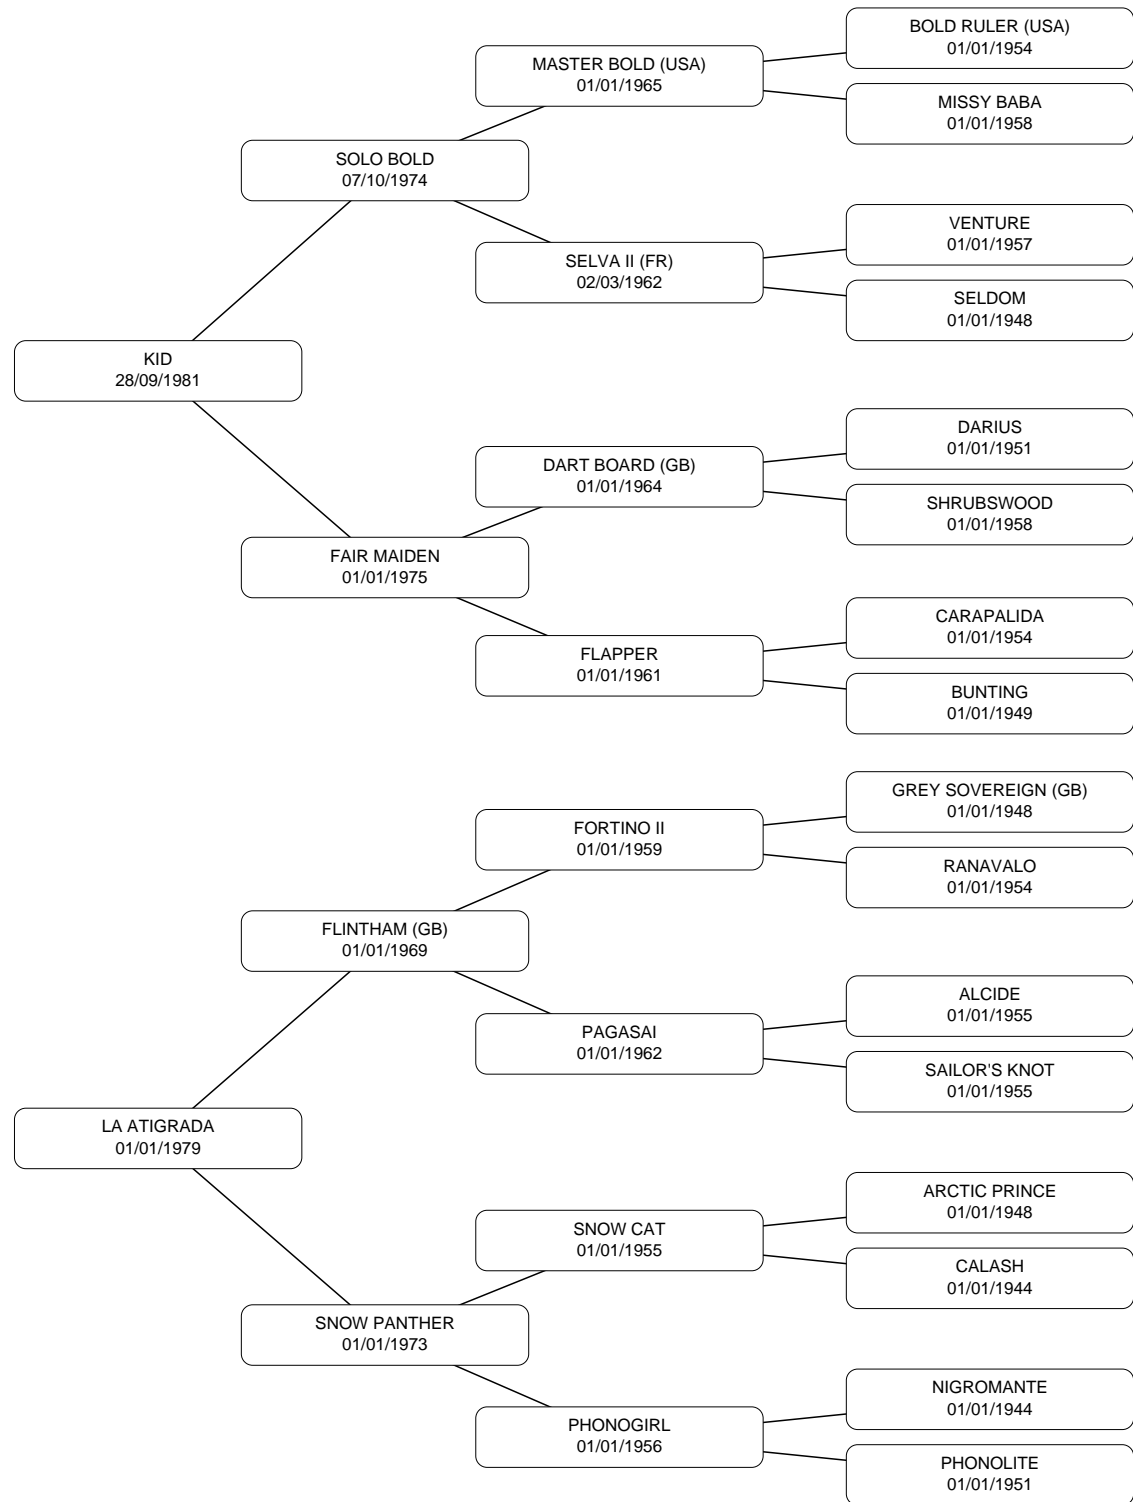 BOLD RULER (USA)
01/01/1954
MASTER BOLD (USA)
01/01/1965
MISSY BABA
01/01/1958
SOLO BOLD
07/10/1974
VENTURE
01/01/1957
SELVA II (FR)
02/03/1962
SELDOM
01/01/1948
KID
28/09/1981
DARIUS
01/01/1951
DART BOARD (GB)
01/01/1964
SHRUBSWOOD
01/01/1958
FAIR MAIDEN
01/01/1975
CARAPALIDA
01/01/1954
FLAPPER
01/01/1961
BUNTING
01/01/1949
GREY SOVEREIGN (GB)
01/01/1948
FORTINO II
01/01/1959
RANAVALO
01/01/1954
FLINTHAM (GB)
01/01/1969
ALCIDE
01/01/1955
PAGASAI
01/01/1962
SAILOR'S KNOT
01/01/1955
LA ATIGRADA
01/01/1979
ARCTIC PRINCE
01/01/1948
SNOW CAT
01/01/1955
CALASH
01/01/1944
SNOW PANTHER
01/01/1973
NIGROMANTE
01/01/1944
PHONOGIRL
01/01/1956
PHONOLITE
01/01/1951